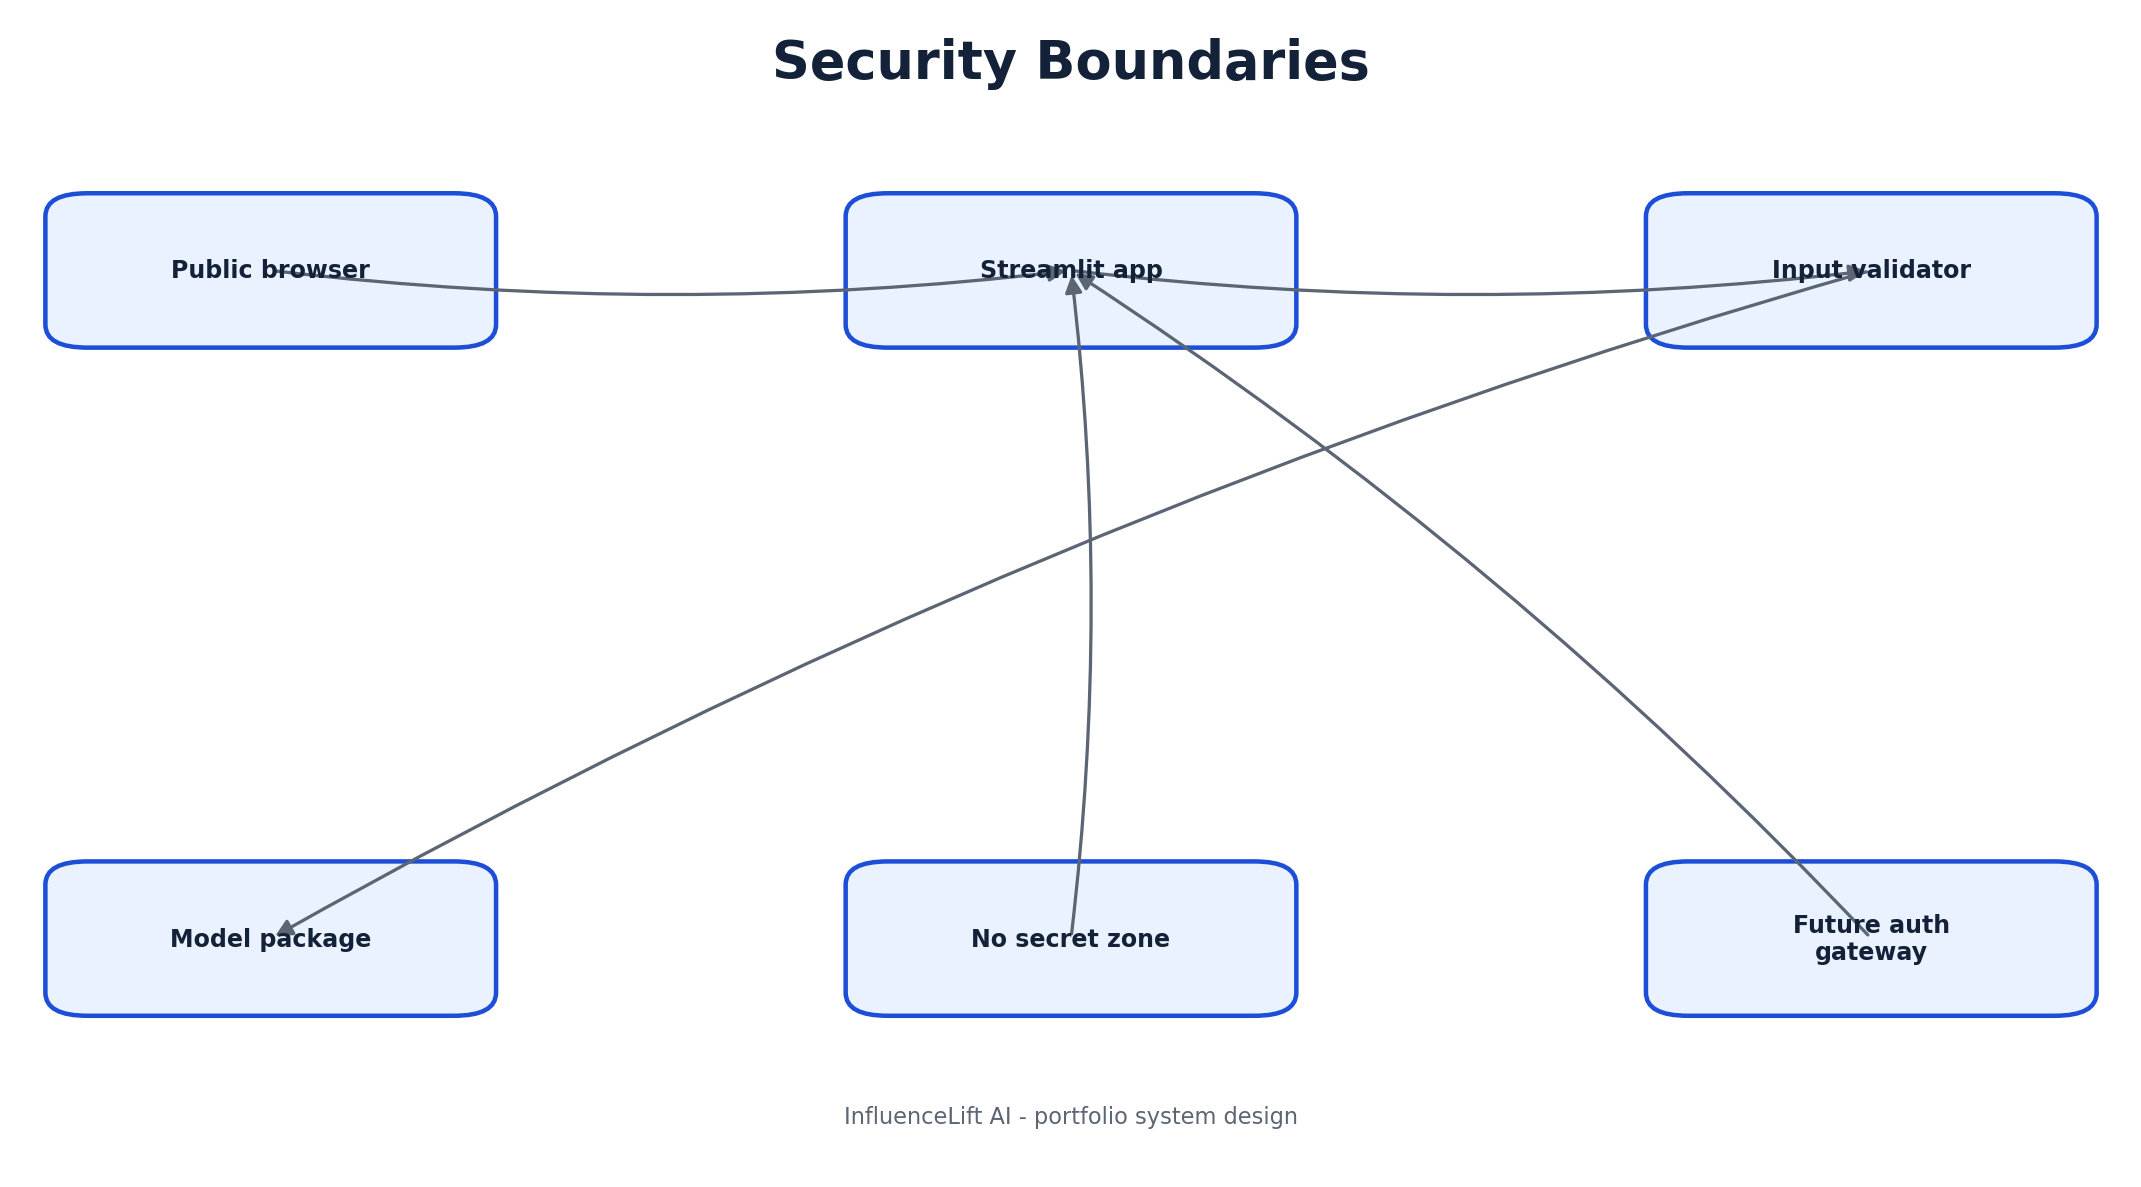 Security Boundaries
Public browser
Streamlit app
Input validator
Model package
No secret zone
Future auth
gateway
InfluenceLift AI - portfolio system design